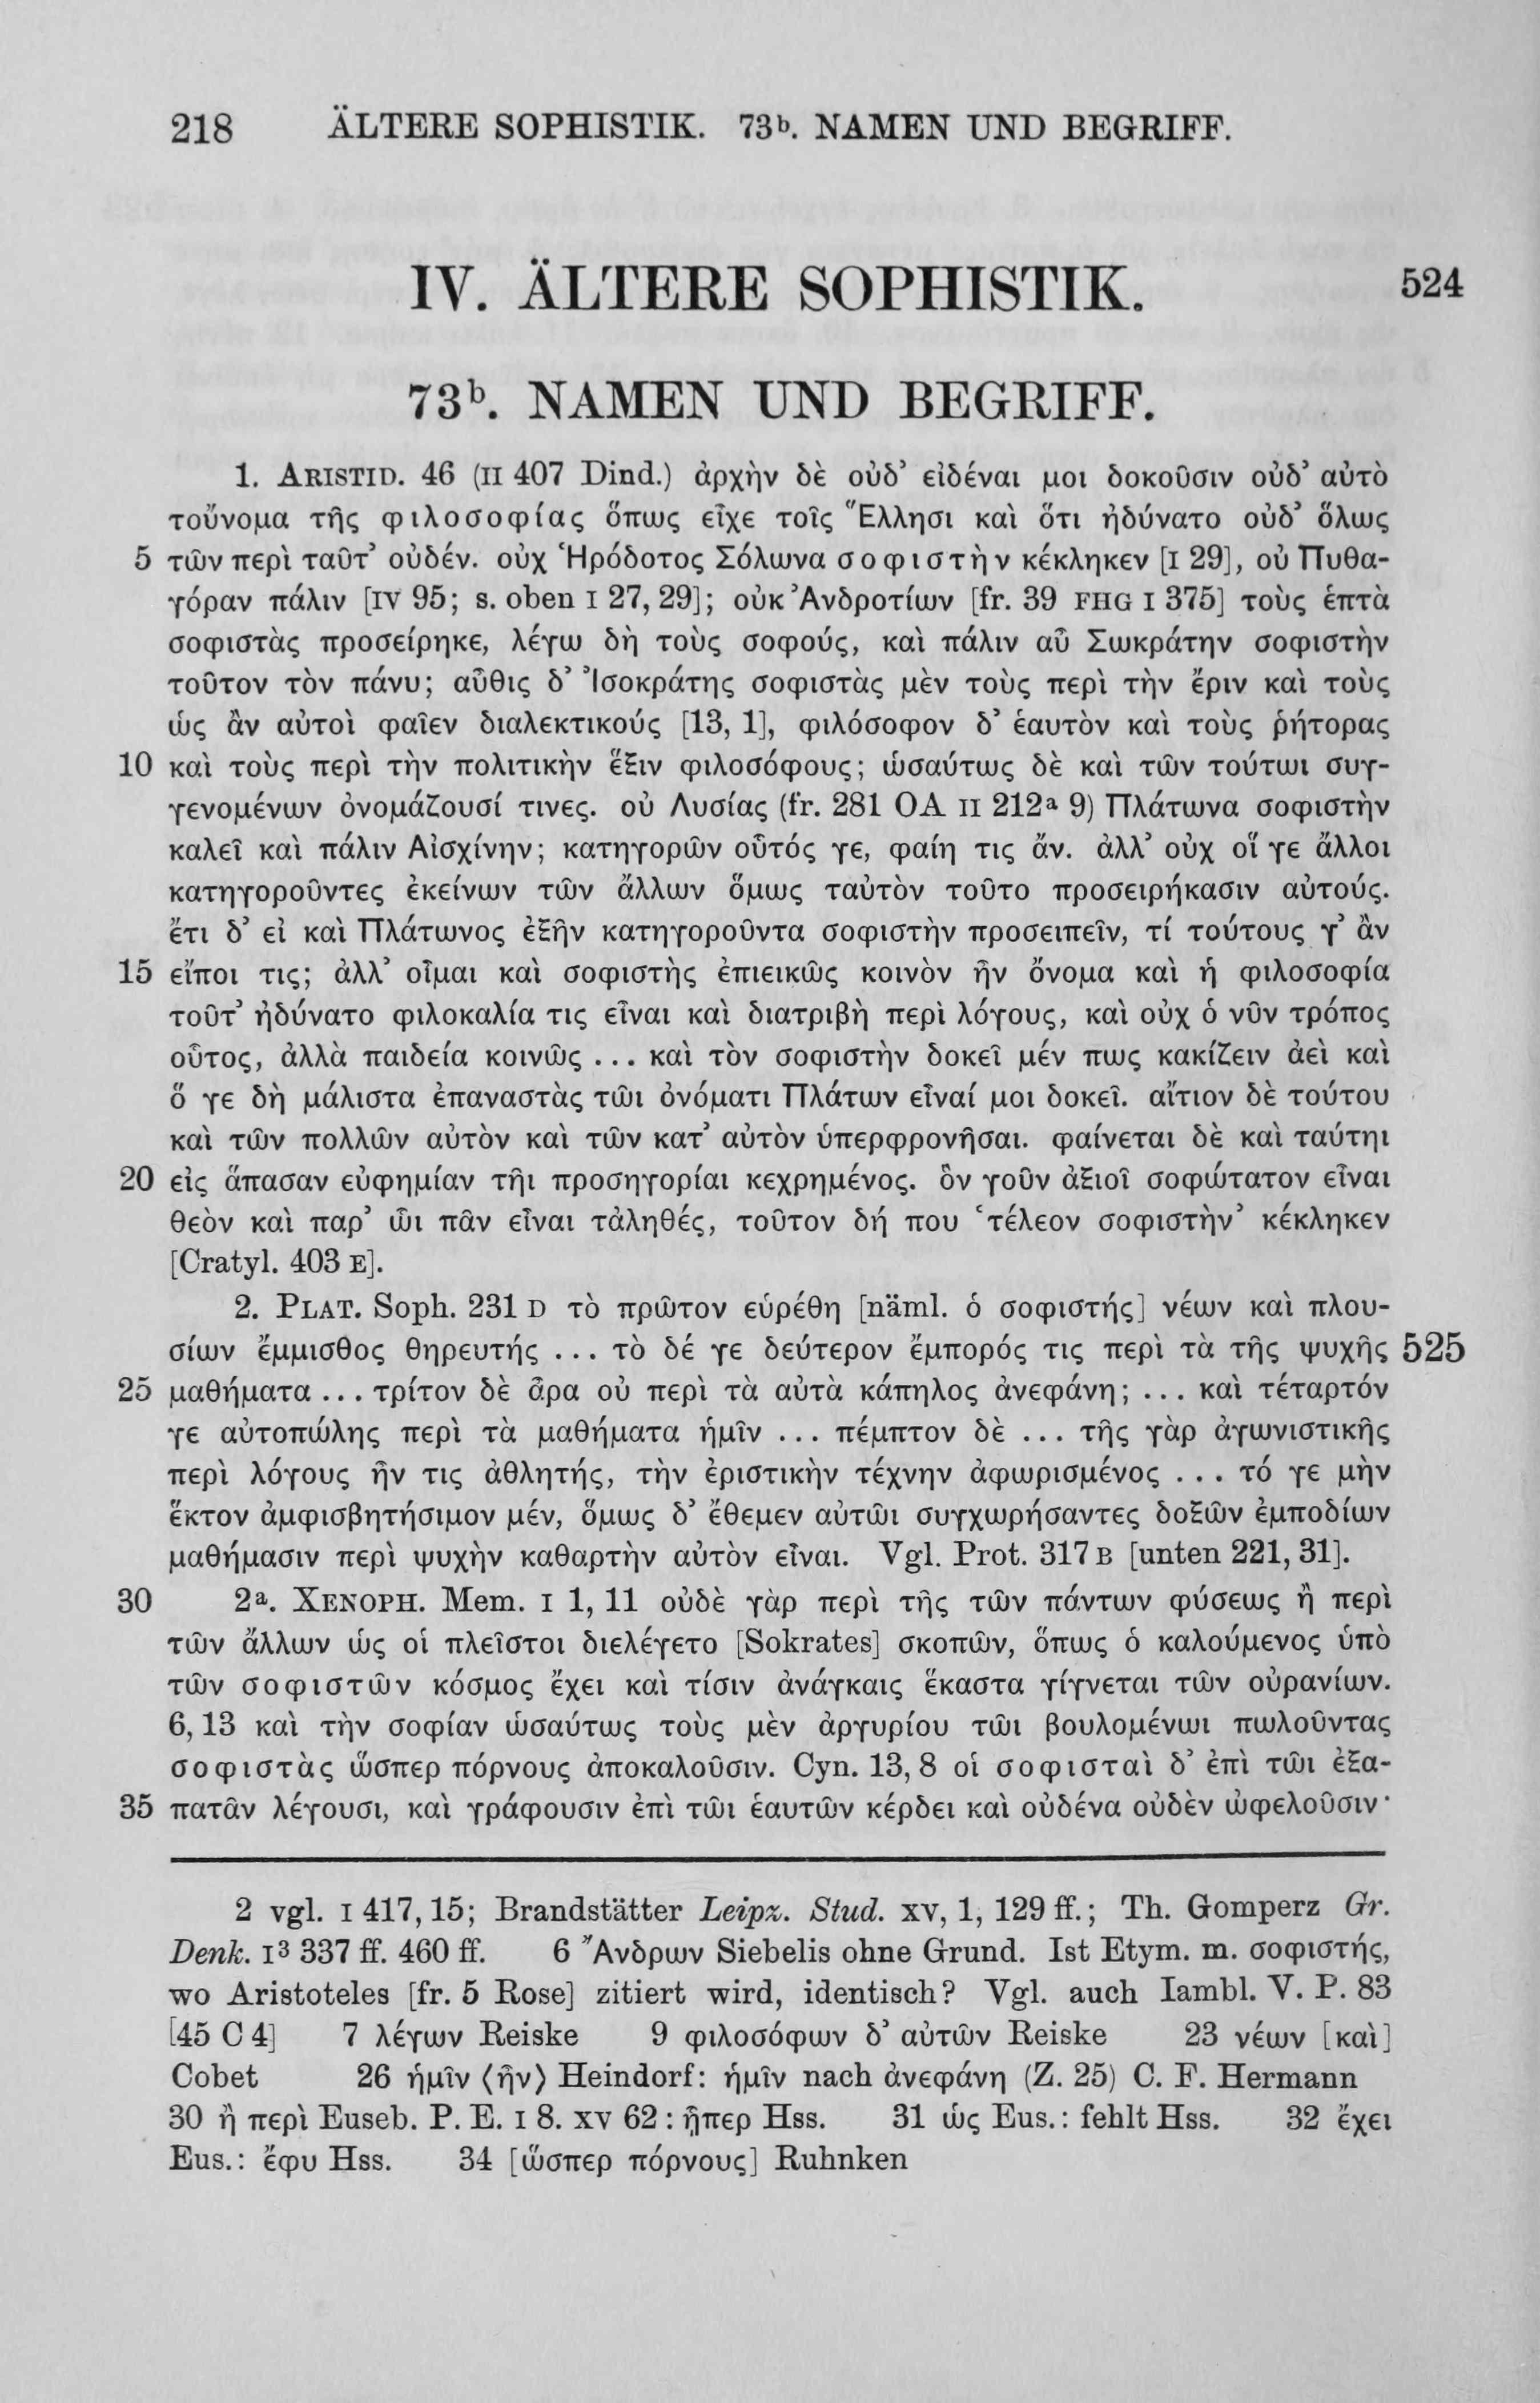 218 ÄLTERE SOPHISTIK. 73ᵇ. NAMEN UND BEGRIFF.
IV. ÄLTERE SOPHISTIK. 524
73ᵇ. NAMEN UND BEGRIFF.
1. ARISTID. 46 (II 407 Dind.) ἀρχὴν δὲ οὐδ’ εἰδέναι μοι δοκοῦσιν οὐδ’ αὐτὸ
τοὔνομα τῆς φιλοσοφίας ὅπως εἶχε τοῖς Ἕλλησι καὶ ὅτι ἠδύνατο οὐδ’ ὅλως
5 τῶν περὶ ταῦτ’ οὐδέν. οὐχ Ἡρόδοτος Σόλωνα σοφιστὴν κέκληκεν [I 29], οὐ Πυθα-
γόραν πάλιν [IV 95; s. oben I 27, 29]; οὐκ Ἀνδροτίων [fr. 39 FHG I 375] τοὺς ἑπτὰ
σοφιστὰς προσείρηκε, λέγω δὴ τοὺς σοφούς, καὶ πάλιν αὖ Σωκράτην σοφιστὴν
τοῦτον τὸν πάνυ; αὖθις δ’ Ἰσοκράτης σοφιστὰς μὲν τοὺς περὶ τὴν ἔριν καὶ τοὺς
ὡς ἂν αὐτοὶ φαῖεν διαλεκτικούς [13, 1], φιλόσοφον δ’ ἑαυτὸν καὶ τοὺς ῥήτορας
10 καὶ τοὺς περὶ τὴν πολιτικὴν ἕξιν φιλοσόφους; ὡσαύτως δὲ καὶ τῶν τούτωι συγ-
γενομένων ὀνομάζουσί τινες. οὐ Λυσίας (fr. 281 OA II 212ᵃ 9) Πλάτωνα σοφιστὴν
καλεῖ καὶ πάλιν Αἰσχίνην; κατηγορῶν οὗτός γε, φαίη τις ἄν. ἀλλ’ οὐχ οἵ γε ἄλλοι
κατηγοροῦντες ἐκείνων τῶν ἄλλων ὅμως ταὐτὸν τοῦτο προσειρήκασιν αὐτούς.
ἔτι δ’ εἰ καὶ Πλάτωνος ἐξῆν κατηγοροῦντα σοφιστὴν προσειπεῖν, τί τούτους γ’ ἂν
15 εἴποι τις; ἀλλ’ οἶμαι καὶ σοφιστὴς ἐπιεικῶς κοινὸν ἦν ὄνομα καὶ ἡ φιλοσοφία
τοῦτ’ ἠδύνατο φιλοκαλία τις εἶναι καὶ διατριβὴ περὶ λόγους, καὶ οὐχ ὁ νῦν τρόπος
οὗτος, ἀλλὰ παιδεία κοινῶς ... καὶ τὸν σοφιστὴν δοκεῖ μέν πως κακίζειν ἀεὶ καὶ
ὅ γε δὴ μάλιστα ἐπαναστὰς τῶι ὀνόματι Πλάτων εἶναί μοι δοκεῖ. αἴτιον δὲ τούτου
καὶ τῶν πολλῶν αὐτὸν καὶ τῶν κατ’ αὐτὸν ὑπερφρονῆσαι. φαίνεται δὲ καὶ ταύτηι
20 εἰς ἅπασαν εὐφημίαν τῆι προσηγορίαι κεχρημένος. ὃν γοῦν ἀξιοῖ σοφώτατον εἶναι
θεὸν καὶ παρ’ ὧι πᾶν εἶναι τἀληθές, τοῦτον δή που ‘τέλεον σοφιστὴν’ κέκληκεν
[Cratyl. 403 E].
2. PLAT. Soph. 231 D τὸ πρῶτον εὑρέθη [näml. ὁ σοφιστής] νέων καὶ πλου-
σίων ἔμμισθος θηρευτής ... τὸ δέ γε δεύτερον ἔμπορός τις περὶ τὰ τῆς ψυχῆς 525
25 μαθήματα ... τρίτον δὲ ἆρα οὐ περὶ τὰ αὐτὰ κάπηλος ἀνεφάνη; ... καὶ τέταρτόν
γε αὐτοπώλης περὶ τὰ μαθήματα ἡμῖν ... πέμπτον δὲ ... τῆς γὰρ ἀγωνιστικῆς
περὶ λόγους ἦν τις ἀθλητής, τὴν ἐριστικὴν τέχνην ἀφωρισμένος ... τό γε μὴν
ἕκτον ἀμφισβητήσιμον μέν, ὅμως δ’ ἔθεμεν αὐτῶι συγχωρήσαντες δοξῶν ἐμποδίων
μαθήμασιν περὶ ψυχὴν καθαρτὴν αὐτὸν εἶναι. Vgl. Prot. 317 B [unten 221, 31].
30 2ᵃ. XENOPH. Mem. I 1, 11 οὐδὲ γὰρ περὶ τῆς τῶν πάντων φύσεως ἢ περὶ
τῶν ἄλλων ὡς οἱ πλεῖστοι διελέγετο [Sokrates] σκοπῶν, ὅπως ὁ καλούμενος ὑπὸ
τῶν σοφιστῶν κόσμος ἔχει καὶ τίσιν ἀνάγκαις ἕκαστα γίγνεται τῶν οὐρανίων.
6, 13 καὶ τὴν σοφίαν ὡσαύτως τοὺς μὲν ἀργυρίου τῶι βουλομένωι πωλοῦντας
σοφιστὰς ὥσπερ πόρνους ἀποκαλοῦσιν. Cyn. 13, 8 οἱ σοφισταὶ δ’ ἐπὶ τῶι ἐξα-
35 πατᾶν λέγουσι, καὶ γράφουσιν ἐπὶ τῶι ἑαυτῶν κέρδει καὶ οὐδένα οὐδὲν ὠφελοῦσιν·
2 vgl. I 417, 15; Brandstätter Leipz. Stud. XV, 1, 129 ff.; Th. Gomperz Gr.
Denk. I³ 337 ff. 460 ff. 6 Ἄνδρων Siebelis ohne Grund. Ist Etym. m. σοφιστής,
wo Aristoteles [fr. 5 Rose] zitiert wird, identisch? Vgl. auch Iambl. V. P. 83
[45 C 4] 7 λέγων Reiske 9 φιλοσόφων δ’ αὐτῶν Reiske 23 νέων [καὶ]
Cobet 26 ἡμῖν ⟨ἦν⟩ Heindorf: ἡμῖν nach ἀνεφάνη (Z. 25) C. F. Hermann
30 ἢ περὶ Euseb. P. E. I 8. XV 62 : ᾗπερ Hss. 31 ὡς Eus.: fehlt Hss. 32 ἔχει
Eus.: ἔφυ Hss. 34 [ὥσπερ πόρνους] Ruhnken